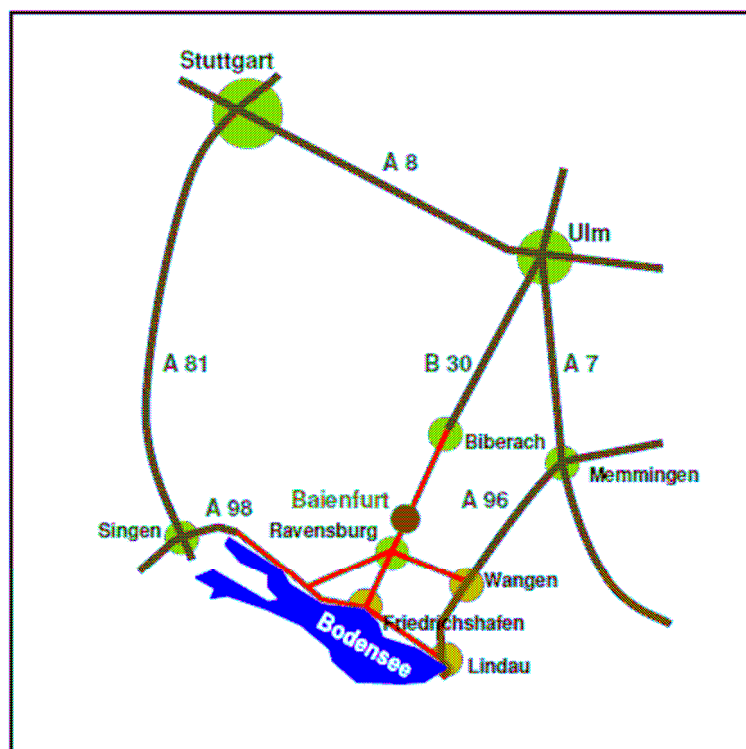 Stuttgart
A 8
Ulm
A 81
B 30
A 7
Biberach
Memmingen
Baienfurt
A 96
A 98
Singen
Ravensburg
Wangen
Friedrichshafen
Bodensee
Lindau